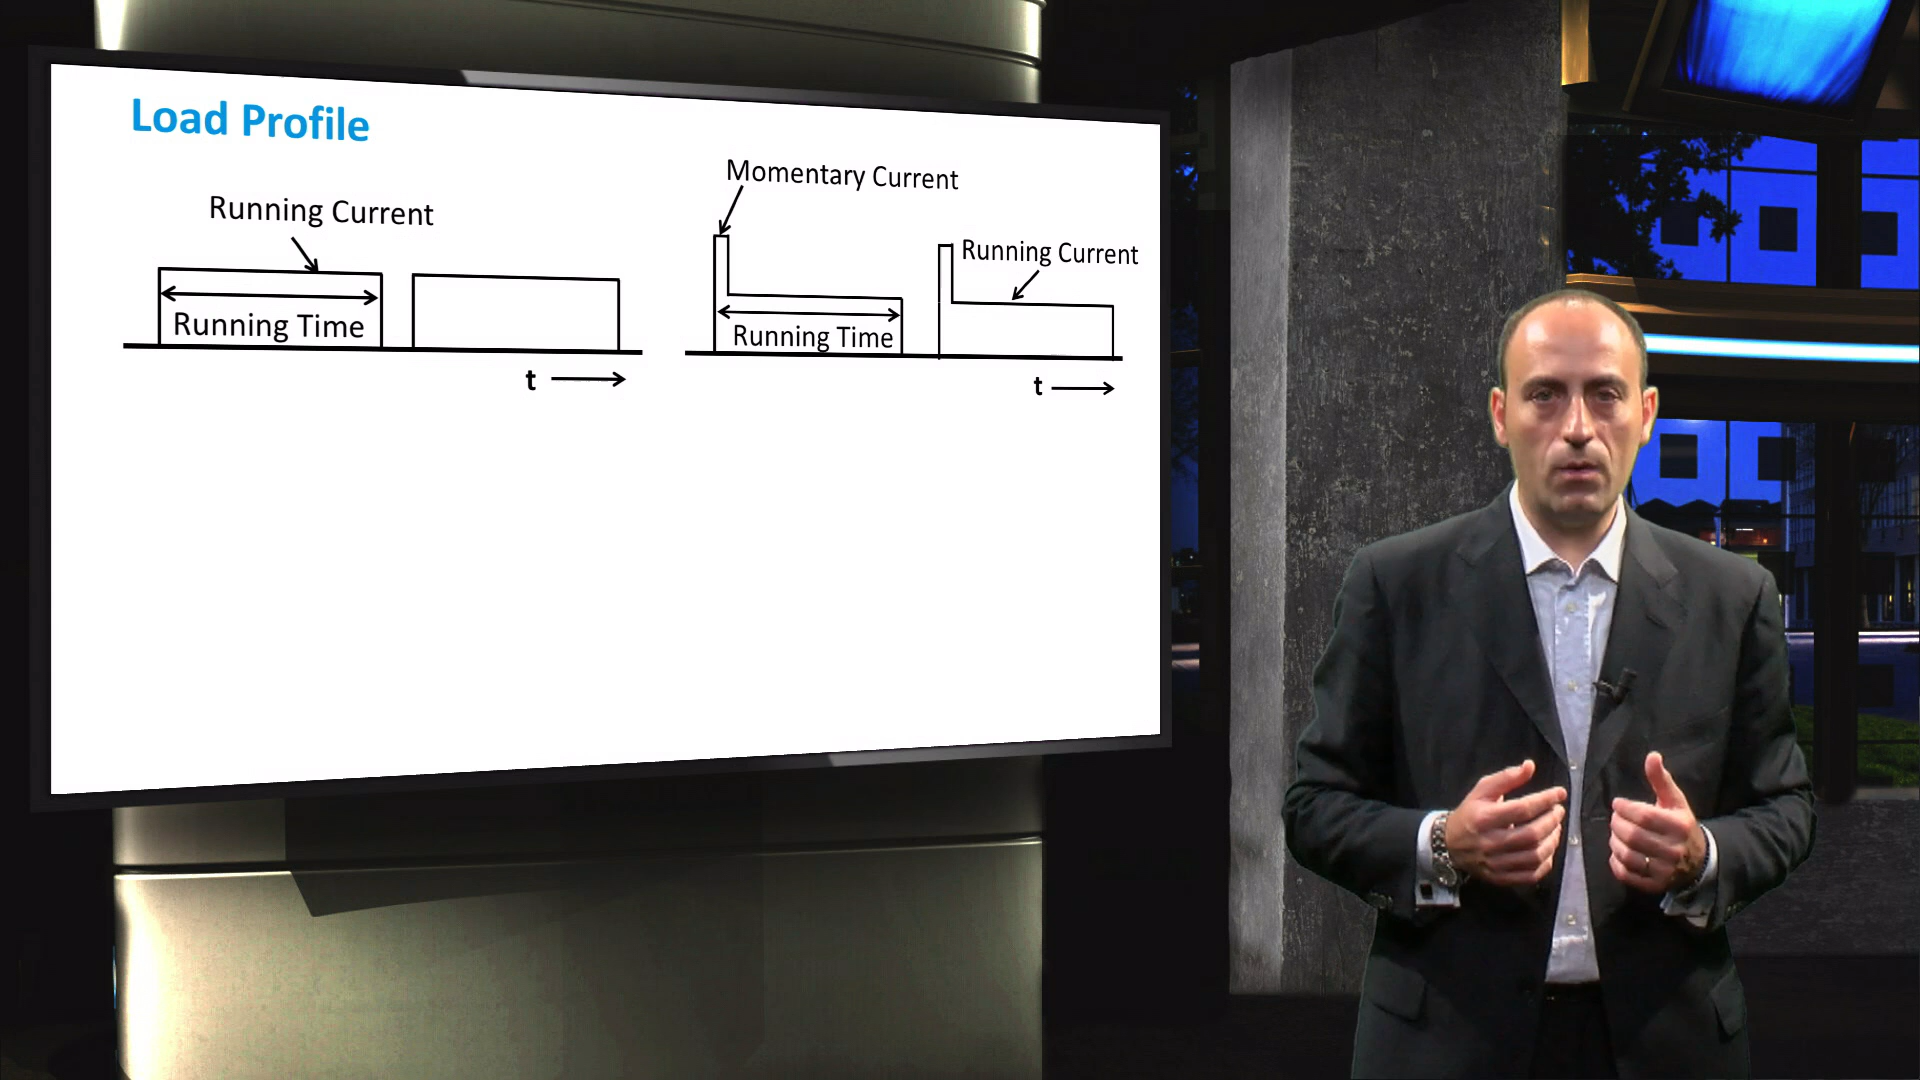 Load Profile
Running Current
Running Time
t
Momentary Current
Running Current
Running Time
t